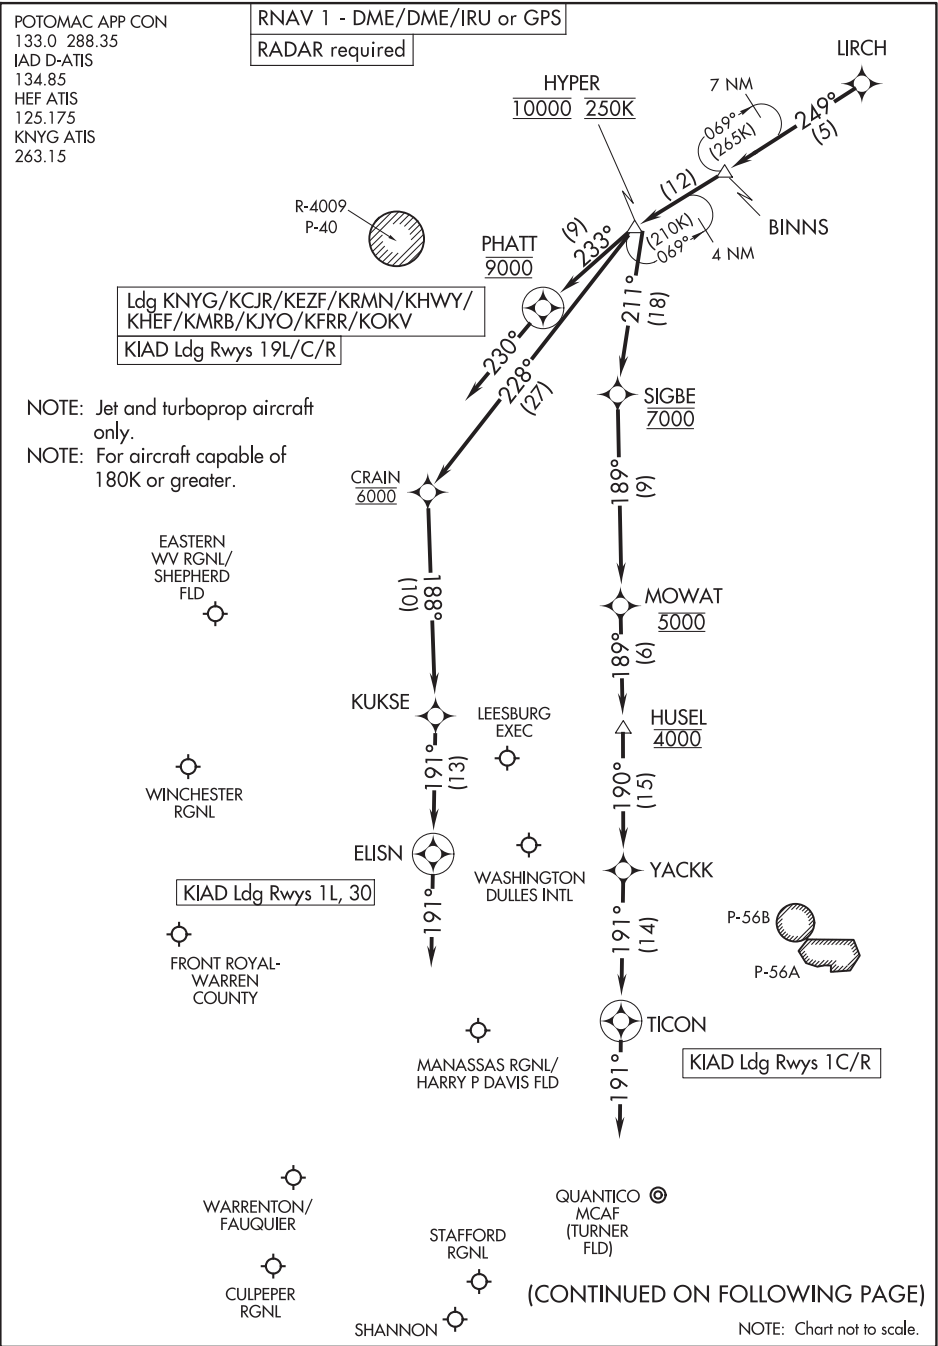 POTOMAC APP CON
133.0 288.35
IAD D-ATIS
134.85
HEF ATIS
125.175
KNYG ATIS
263.15
RNAV 1 - DME/DME/IRU or GPS
RADAR required
LIRCH
HYPER
10000 250K
7 NM
249°
(5)
069°
(265K)
(12)
BINNS
(210K)
069°
4 NM
R-4009
P-40
PHATT
9000
(9)
233°
211°
(18)
Ldg KNYG/KCJR/KEZF/KRMN/KHWY/
KHEF/KMRB/KJYO/KFRR/KOKV
KIAD Ldg Rwys 19L/C/R
230°
228°
(27)
SIGBE
7000
NOTE: Jet and turboprop aircraft
only.
NOTE: For aircraft capable of
180K or greater.
CRAIN
6000
189°
(9)
EASTERN
WV RGNL/
SHEPHERD
FLD
188°
(10)
MOWAT
5000
189°
(6)
KUKSE
LEESBURG
EXEC
HUSEL
4000
WINCHESTER
RGNL
191°
(13)
190°
(15)
ELISN
WASHINGTON
DULLES INTL
YACKK
KIAD Ldg Rwys 1L, 30
191°
191°
(14)
P-56B
P-56A
FRONT ROYAL-
WARREN
COUNTY
TICON
MANASSAS RGNL/
HARRY P DAVIS FLD
KIAD Ldg Rwys 1C/R
191°
WARRENTON/
FAUQUIER
QUANTICO
MCAF
(TURNER
FLD)
STAFFORD
RGNL
CULPEPER
RGNL
SHANNON
(CONTINUED ON FOLLOWING PAGE)
NOTE: Chart not to scale.